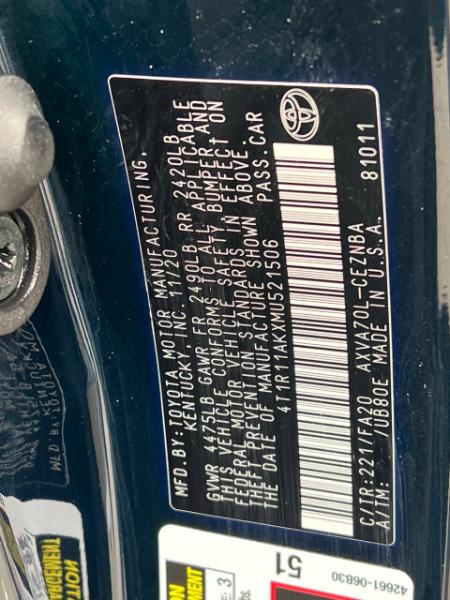 MFD.BY:TOYOTA MOTOR MANUFACTURING,
KENTUCKY, INC. 11/20
GVWR 4475LB GAWR FR 2490LB RR 2420LB
THIS VEHICLE CONFORMS TO ALL APPLICABLE
FEDERAL MOTOR VEHICLE SAFETY, BUMPER, AND
THEFT PREVENTION STANDARDS IN EFFECT ON
THE DATE OF MANUFACTURE SHOWN ABOVE.
4T1R11AKXMU521506 PASS.CAR
C/TR:221/FA20 AXVA70L-CEZNBA
A/TM: /UB80E MADE IN U.S.A. 81011
51
42661-06B30